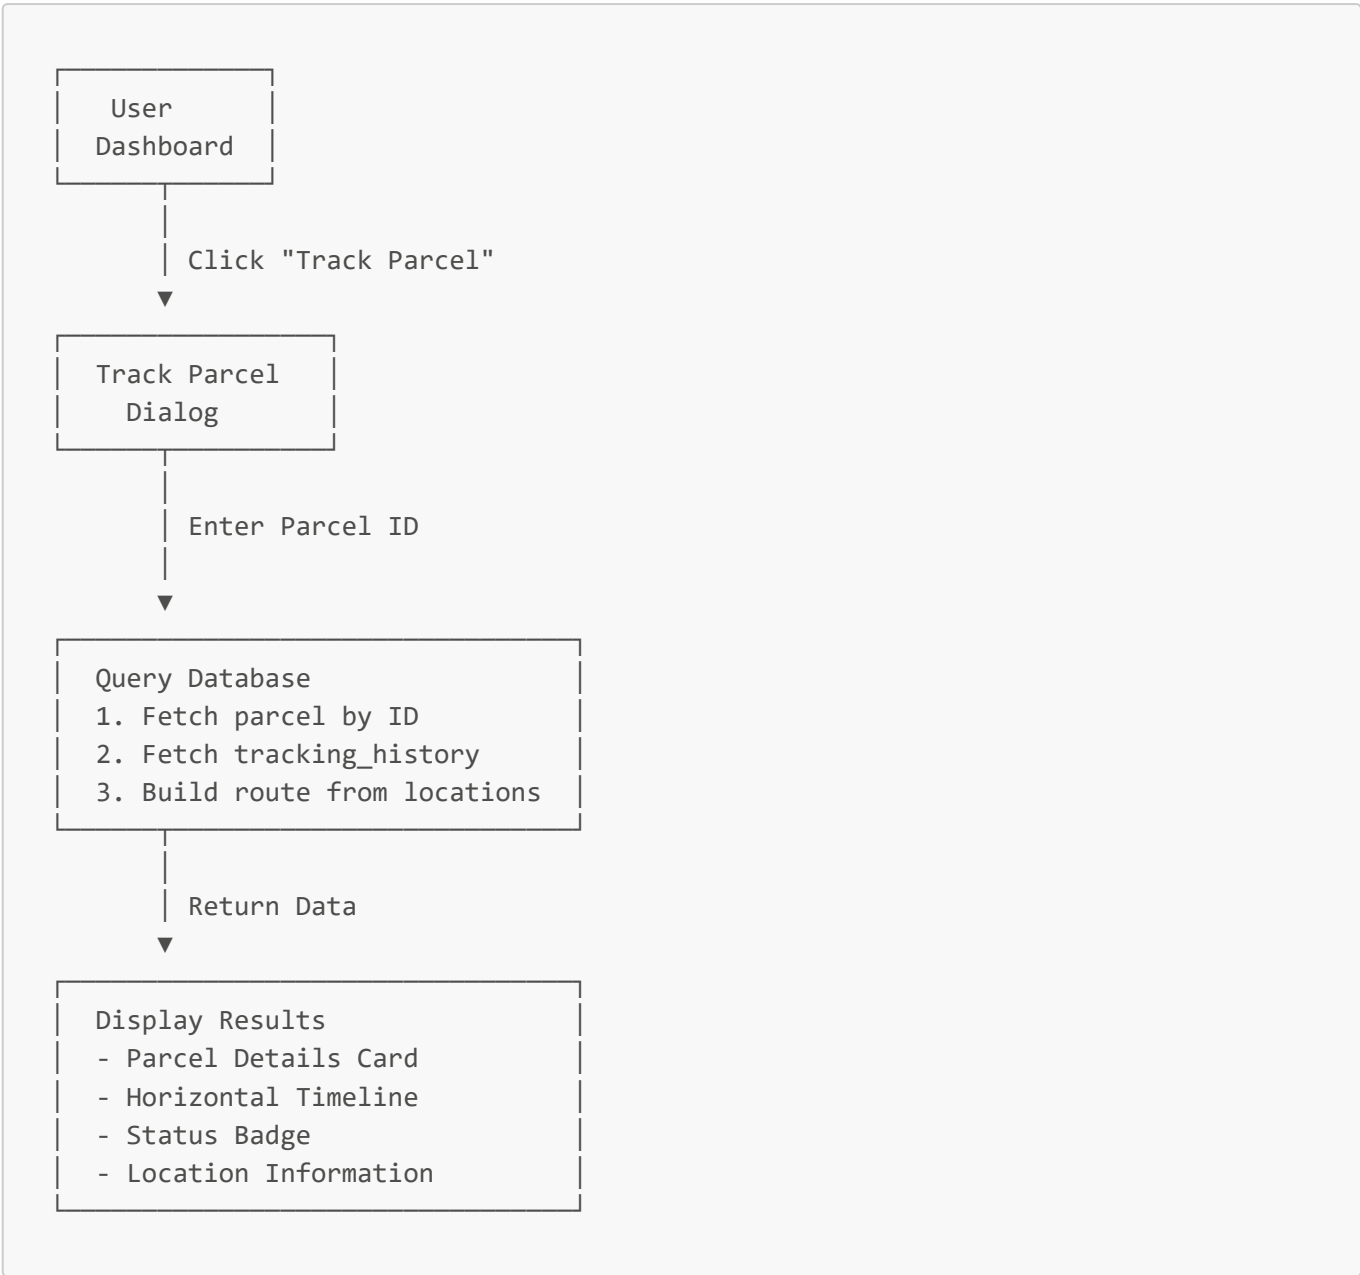 User
Dashboard
Click "Track Parcel"
Track Parcel
Dialog
Enter Parcel ID
Query Database
1. Fetch parcel by ID
2. Fetch tracking_history
3. Build route from locations
Return Data
Display Results
- Parcel Details Card
- Horizontal Timeline
- Status Badge
- Location Information